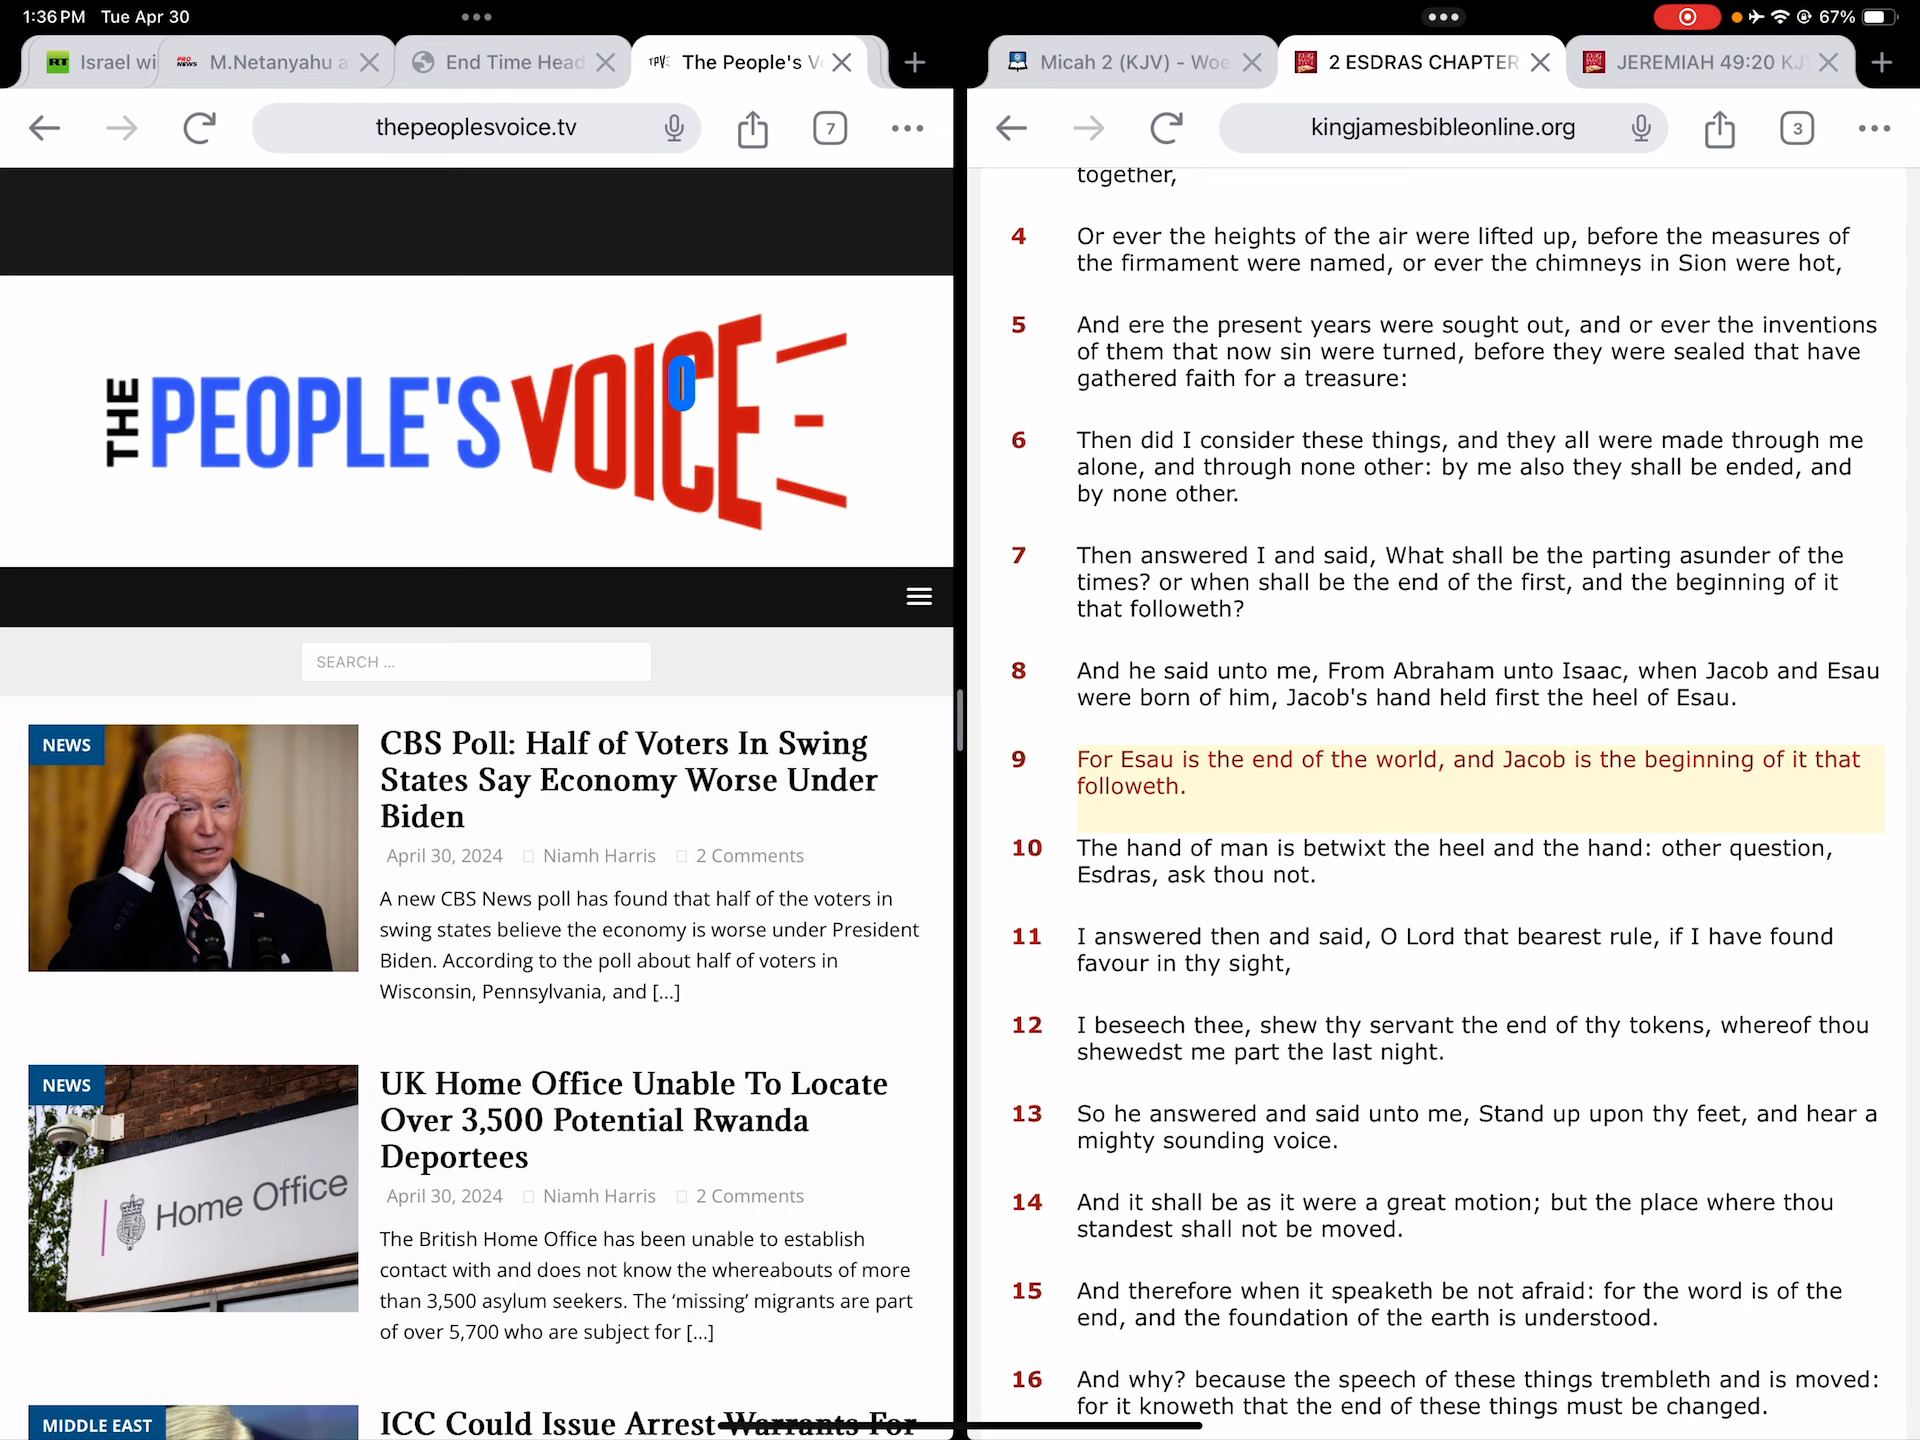 1:36 PM Tue Apr 30
67%
RT Israel wi
PRO NEWS M.Netanyahu a
End Time Head
TPV The People's V
thepeoplesvoice.tv
7
THE PEOPLE'S VOICE
SEARCH ...
NEWS
CBS Poll: Half of Voters In Swing
States Say Economy Worse Under
Biden
April 30, 2024 Niamh Harris 2 Comments
A new CBS News poll has found that half of the voters in
swing states believe the economy is worse under President
Biden. According to the poll about half of voters in
Wisconsin, Pennsylvania, and [...]
NEWS
Home Office
UK Home Office Unable To Locate
Over 3,500 Potential Rwanda
Deportees
April 30, 2024 Niamh Harris 2 Comments
The British Home Office has been unable to establish
contact with and does not know the whereabouts of more
than 3,500 asylum seekers. The ‘missing’ migrants are part
of over 5,700 who are subject for [...]
MIDDLE EAST
ICC Could Issue Arrest Warrants For
Micah 2 (KJV) - Woe
2 ESDRAS CHAPTER
JEREMIAH 49:20 KJ
kingjamesbibleonline.org
3
together,
4 Or ever the heights of the air were lifted up, before the measures of
the firmament were named, or ever the chimneys in Sion were hot,
5 And ere the present years were sought out, and or ever the inventions
of them that now sin were turned, before they were sealed that have
gathered faith for a treasure:
6 Then did I consider these things, and they all were made through me
alone, and through none other: by me also they shall be ended, and
by none other.
7 Then answered I and said, What shall be the parting asunder of the
times? or when shall be the end of the first, and the beginning of it
that followeth?
8 And he said unto me, From Abraham unto Isaac, when Jacob and Esau
were born of him, Jacob's hand held first the heel of Esau.
9 For Esau is the end of the world, and Jacob is the beginning of it that
followeth.
10 The hand of man is betwixt the heel and the hand: other question,
Esdras, ask thou not.
11 I answered then and said, O Lord that bearest rule, if I have found
favour in thy sight,
12 I beseech thee, shew thy servant the end of thy tokens, whereof thou
shewedst me part the last night.
13 So he answered and said unto me, Stand up upon thy feet, and hear a
mighty sounding voice.
14 And it shall be as it were a great motion; but the place where thou
standest shall not be moved.
15 And therefore when it speaketh be not afraid: for the word is of the
end, and the foundation of the earth is understood.
16 And why? because the speech of these things trembleth and is moved:
for it knoweth that the end of these things must be changed.